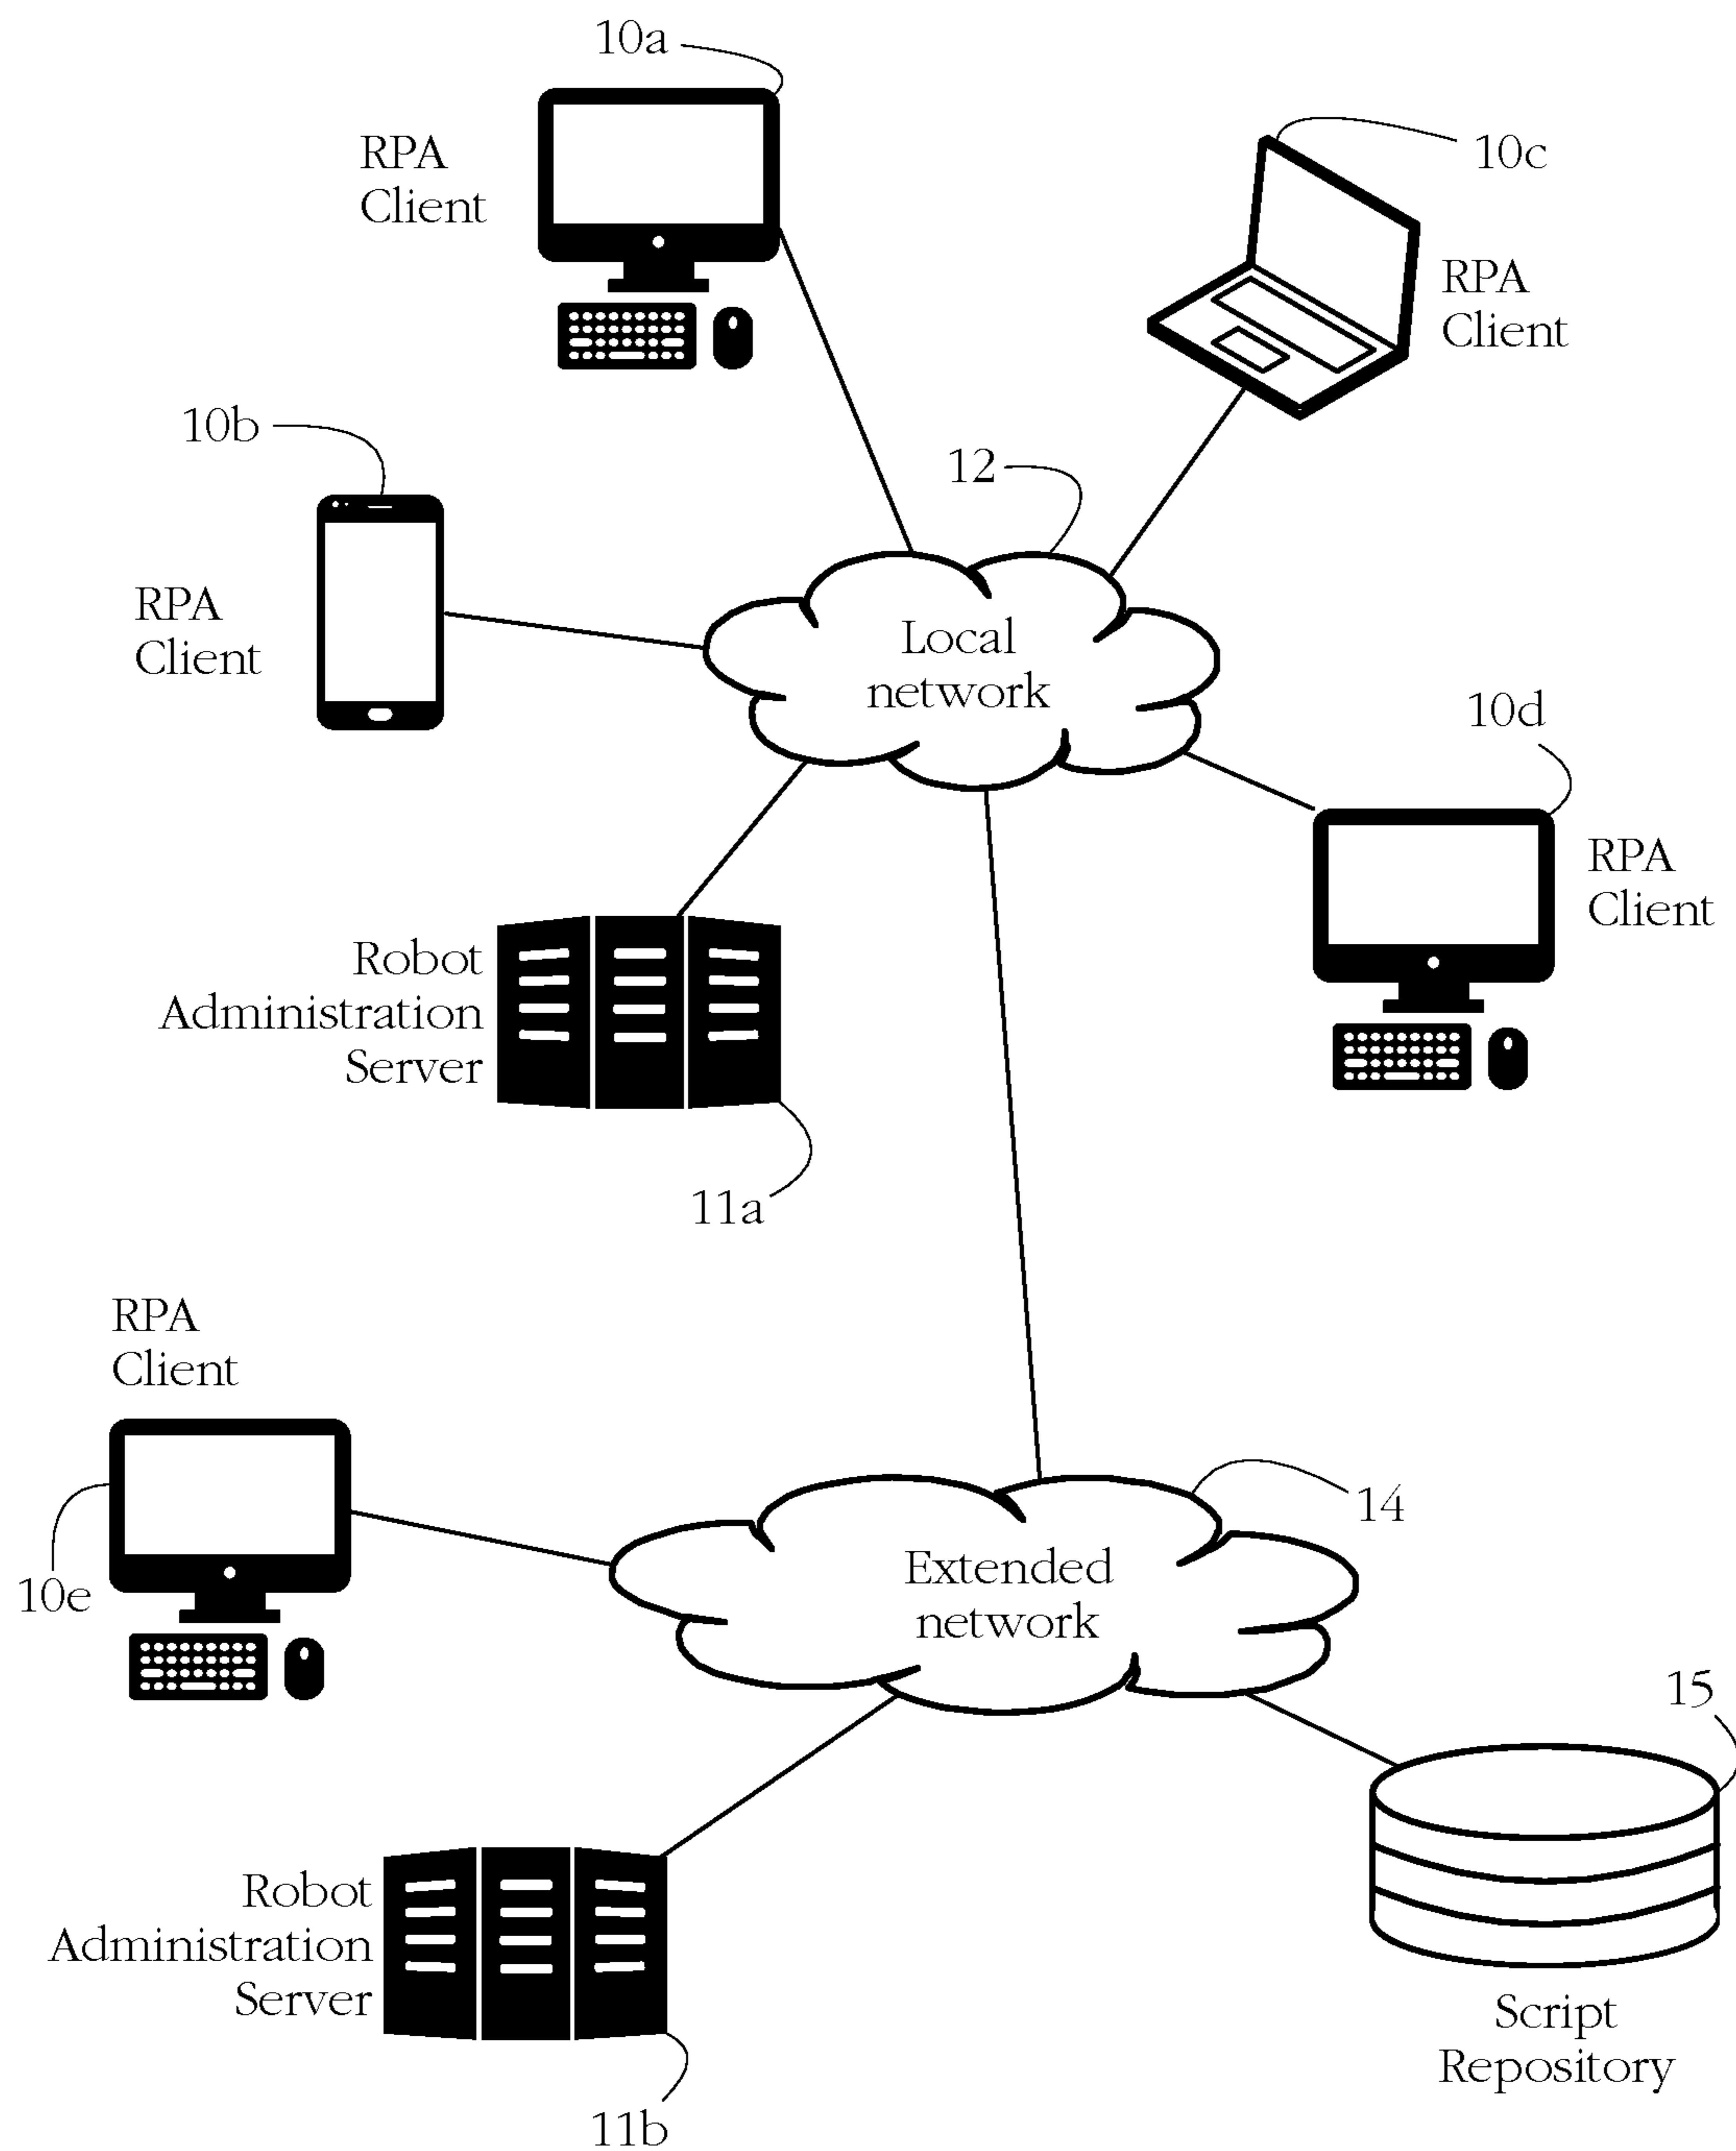 10a
RPA
Client
10c
RPA
Client
10b
RPA
Client
12
Local
network
10d
RPA
Client
Robot
Administration
Server
11a
RPA
Client
10e
14
Extended
network
15
Robot
Administration
Server
11b
Script
Repository